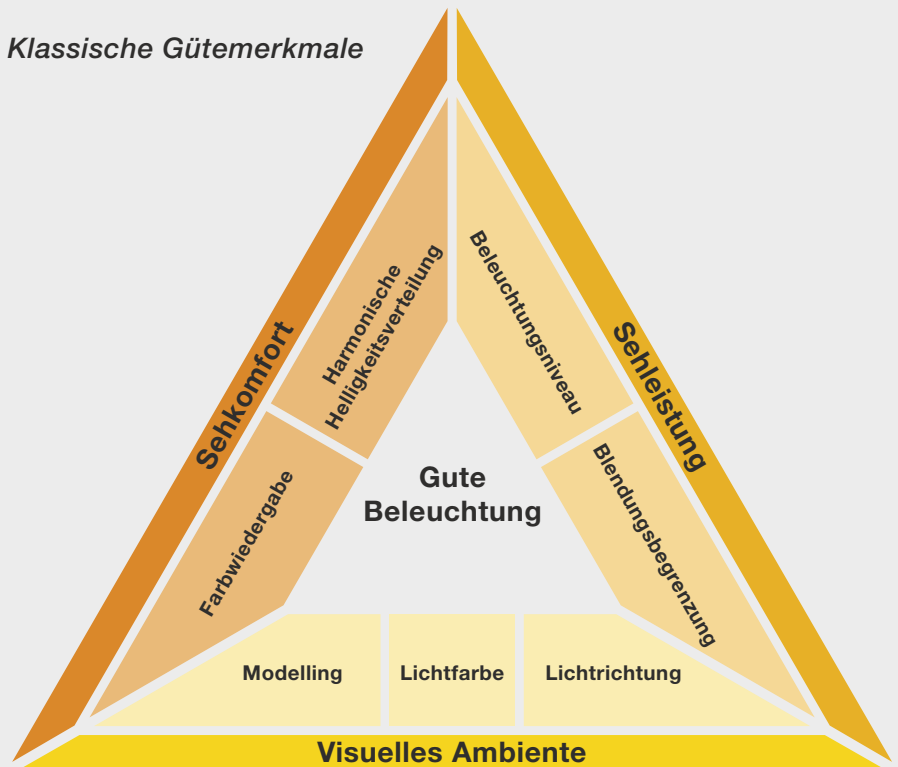 Klassische Gütemerkmale
Sehkomfort
Harmonische
Helligkeitsverteilung
Farbwiedergabe
Beleuchtungsniveau
Sehleistung
Blendungsbegrenzung
Gute
Beleuchtung
Modelling
Lichtfarbe
Lichtrichtung
Visuelles Ambiente